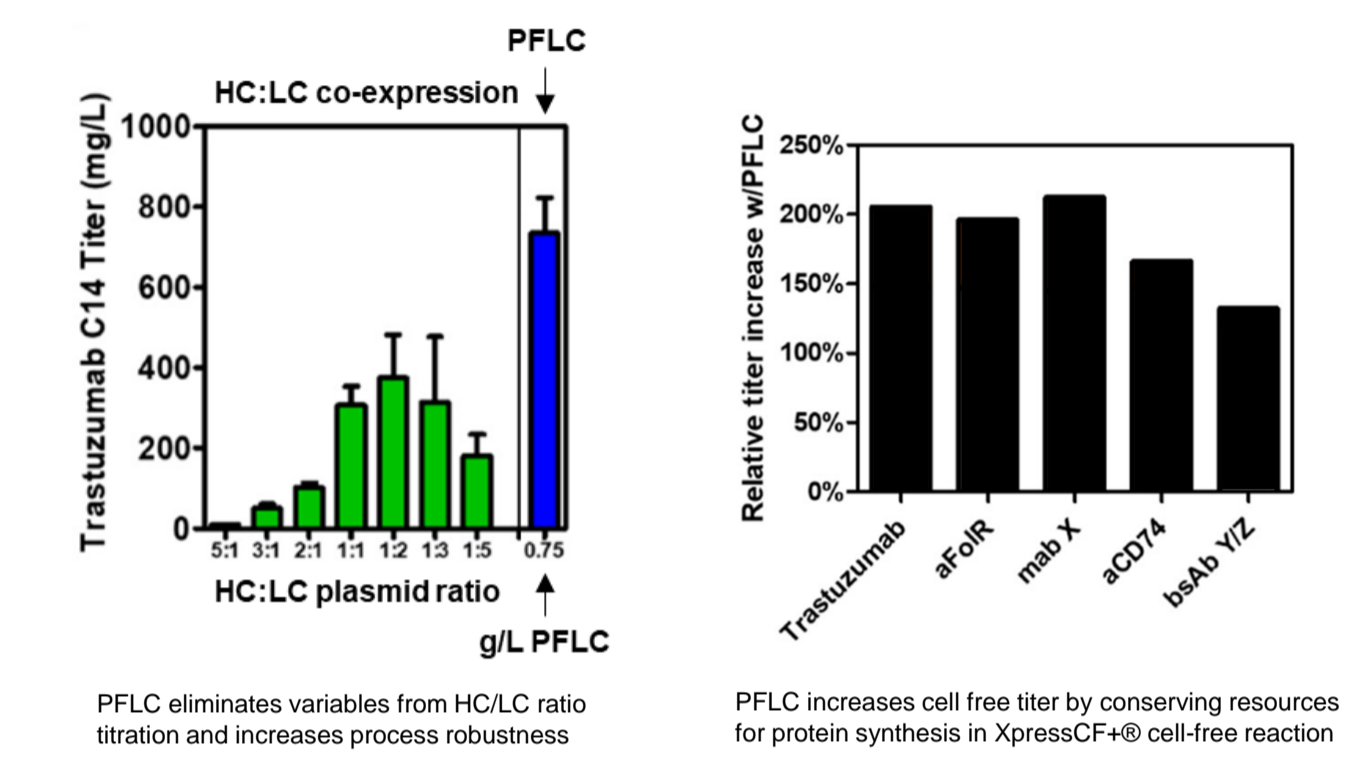 PFLC
HC:LC co-expression
Trastuzumab C14 Titer (mg/L)
1000
800
600
400
200
0
5:1 3:1 2:1 1:1 1:2 1:3 1:5 0.75
HC:LC plasmid ratio
g/L PFLC
PFLC eliminates variables from HC/LC ratio
titration and increases process robustness
Relative titer increase w/PFLC
250%
200%
150%
100%
50%
0%
Trastuzumab
aFolR
mab X
aCD74
bsAb Y/Z
PFLC increases cell free titer by conserving resources
for protein synthesis in XpressCF+® cell-free reaction